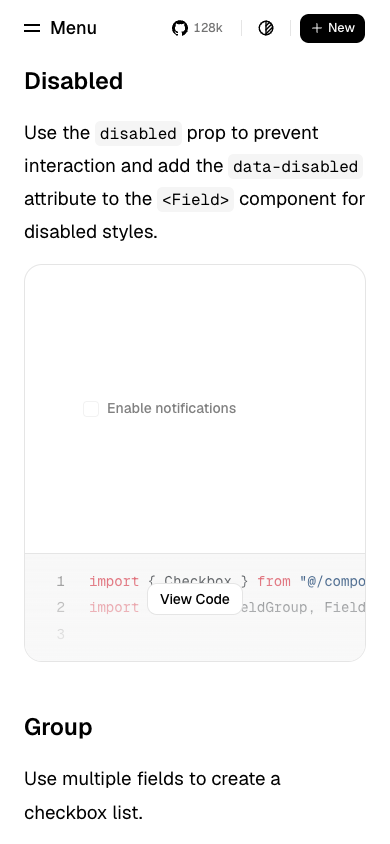 Menu 128k New
Disabled
Use the disabled prop to prevent
interaction and add the data-disabled
attribute to the <Field> component for
disabled styles.
Enable notifications
1 import { Checkbox } from "@/compo
2 import eldGroup, Field
View Code
3
Group
Use multiple fields to create a
checkbox list.